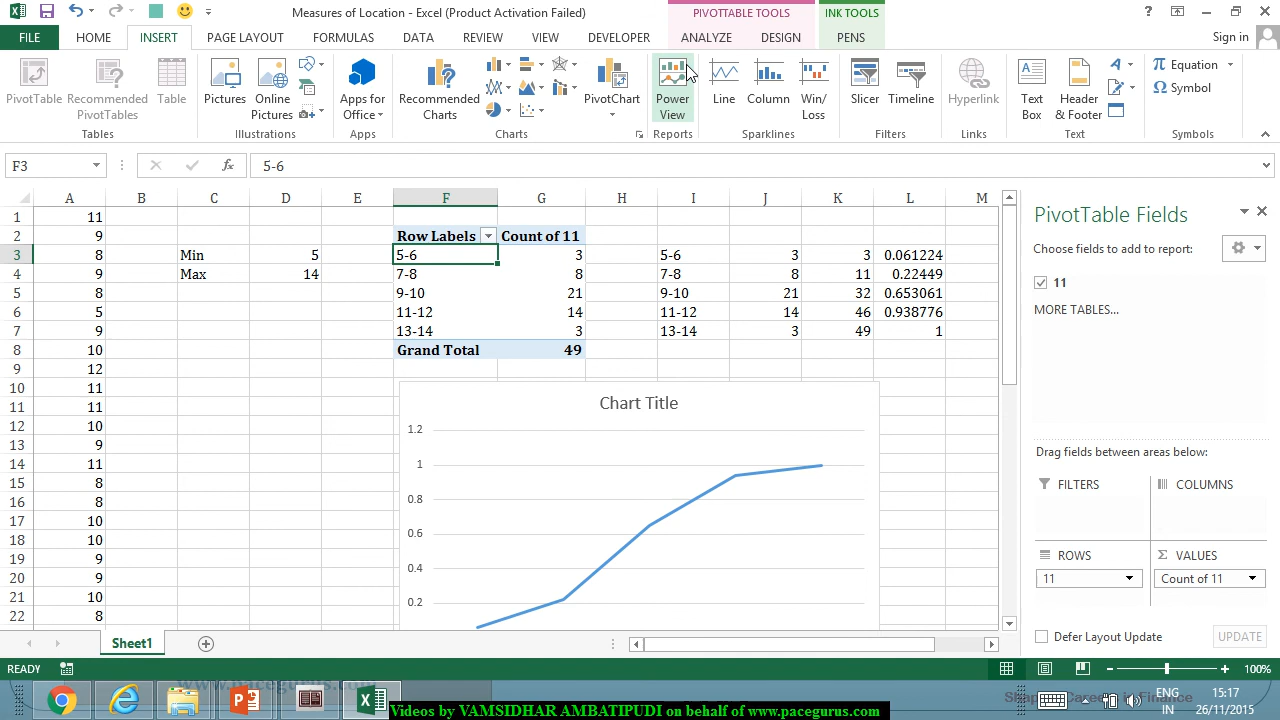 Measures of Location - Excel (Product Activation Failed)
PIVOTTABLE TOOLS
INK TOOLS
?
FILE
HOME
INSERT
PAGE LAYOUT
FORMULAS
DATA
REVIEW
VIEW
DEVELOPER
ANALYZE
DESIGN
PENS
Sign in
PivotTable
Recommended
PivotTables
Table
Pictures
Online
Pictures
Apps for
Office
Recommended
Charts
PivotChart
Power
View
Line
Column
Win/
Loss
Slicer
Timeline
Hyperlink
Text
Box
Header
& Footer
Equation
Symbol
Tables
Illustrations
Apps
Charts
Reports
Sparklines
Filters
Links
Text
Symbols
F3
fx
5-6
A B C D E F G H I J K L M
1 11
2 9 Row Labels Count of 11
3 8 Min 5 5-6 3 5-6 3 3 0.061224
4 9 Max 14 7-8 8 7-8 8 11 0.22449
5 8 9-10 21 9-10 21 32 0.653061
6 5 11-12 14 11-12 14 46 0.938776
7 9 13-14 3 13-14 3 49 1
8 10 Grand Total 49
9 12
10 11
11 11
12 10
13 9
14 11
15 8
16 8
17 10
18 10
19 9
20 9
21 10
22 8
Chart Title
1.2
1
0.8
0.6
0.4
0.2
PivotTable Fields
Choose fields to add to report:
11
MORE TABLES...
Drag fields between areas below:
FILTERS
COLUMNS
ROWS
VALUES
11
Count of 11
Defer Layout Update
UPDATE
Sheet1
READY
100%
www.pacegurus.com
ENG
IN
15:17
26/11/2015
Videos by VAMSIDHAR AMBATIPUDI on behalf of www.pacegurus.com